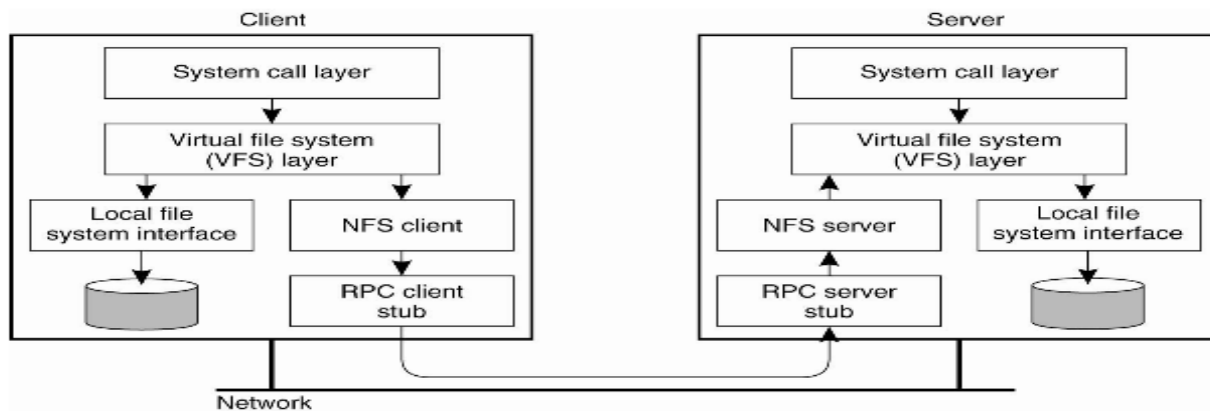 Client
System call layer
Virtual file system
(VFS) layer
Local file
system interface
NFS client
RPC client
stub
Server
System call layer
Virtual file system
(VFS) layer
NFS server
Local file
system interface
RPC server
stub
Network